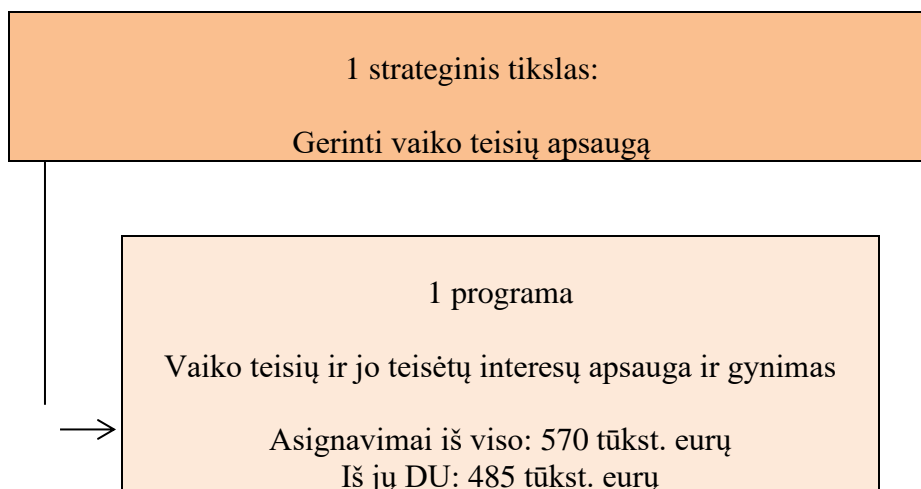 1 strateginis tikslas:
Gerinti vaiko teisių apsaugą
1 programa
Vaiko teisių ir jo teisėtų interesų apsauga ir gynimas
Asignavimai iš viso: 570 tūkst. eurų
Iš jų DU: 485 tūkst. eurų